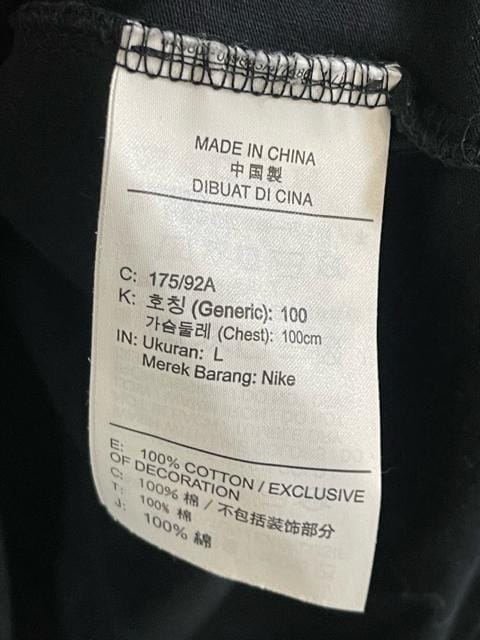 MADE IN CHINA
中国製
DIBUAT DI CINA
C: 175/92A
K: 호칭 (Generic): 100
가슴둘레 (Chest): 100cm
IN: Ukuran: L
Merek Barang: Nike
E: 100% COTTON / EXCLUSIVE
OF DECORATION
C: 100% 棉 / 不包括装饰部分
T: 100% 棉
J: 100% 綿